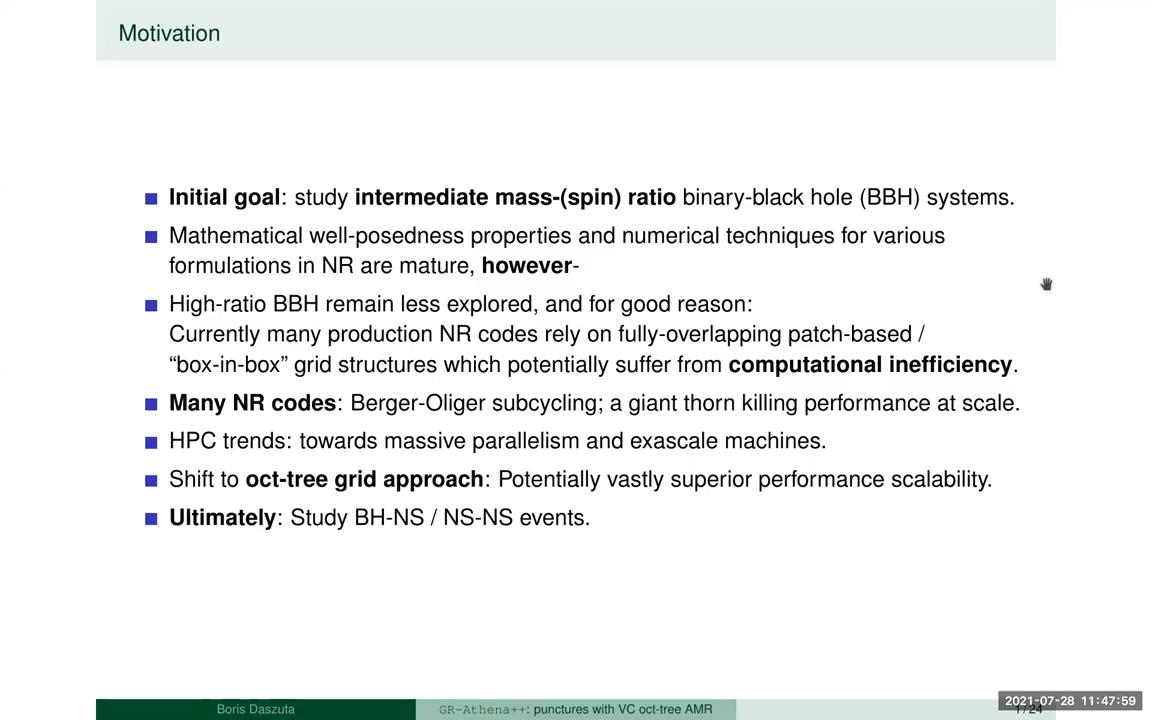 Motivation
Initial goal: study intermediate mass-(spin) ratio binary-black hole (BBH) systems.
Mathematical well-posedness properties and numerical techniques for various
formulations in NR are mature, however-
High-ratio BBH remain less explored, and for good reason:
Currently many production NR codes rely on fully-overlapping patch-based /
“box-in-box” grid structures which potentially suffer from computational inefficiency.
Many NR codes: Berger-Oliger subcycling; a giant thorn killing performance at scale.
HPC trends: towards massive parallelism and exascale machines.
Shift to oct-tree grid approach: Potentially vastly superior performance scalability.
Ultimately: Study BH-NS / NS-NS events.
2021-07-28 11:47:59
Boris Daszuta
GR-Athena++: punctures with VC oct-tree AMR
1 / 24